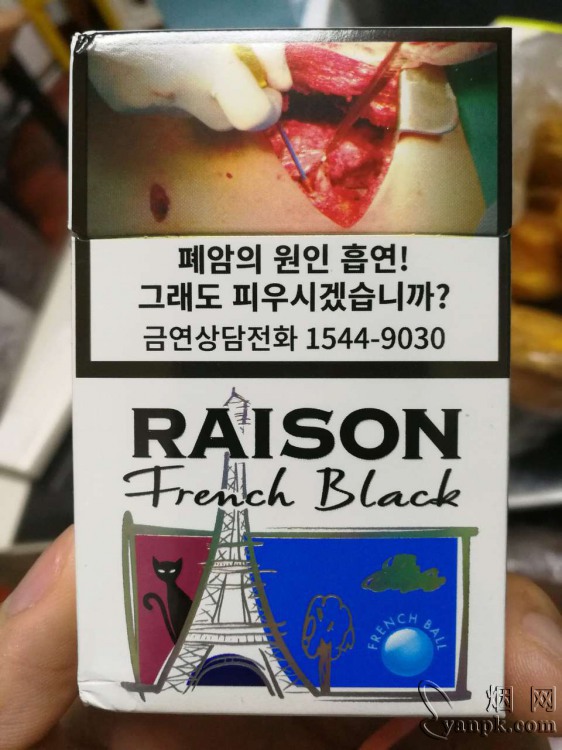 폐암의 원인 흡연!
그래도 피우시겠습니까?
금연상담전화 1544-9030
RAISON
French Black
FRENCH BALL
烟网
yanpk.com